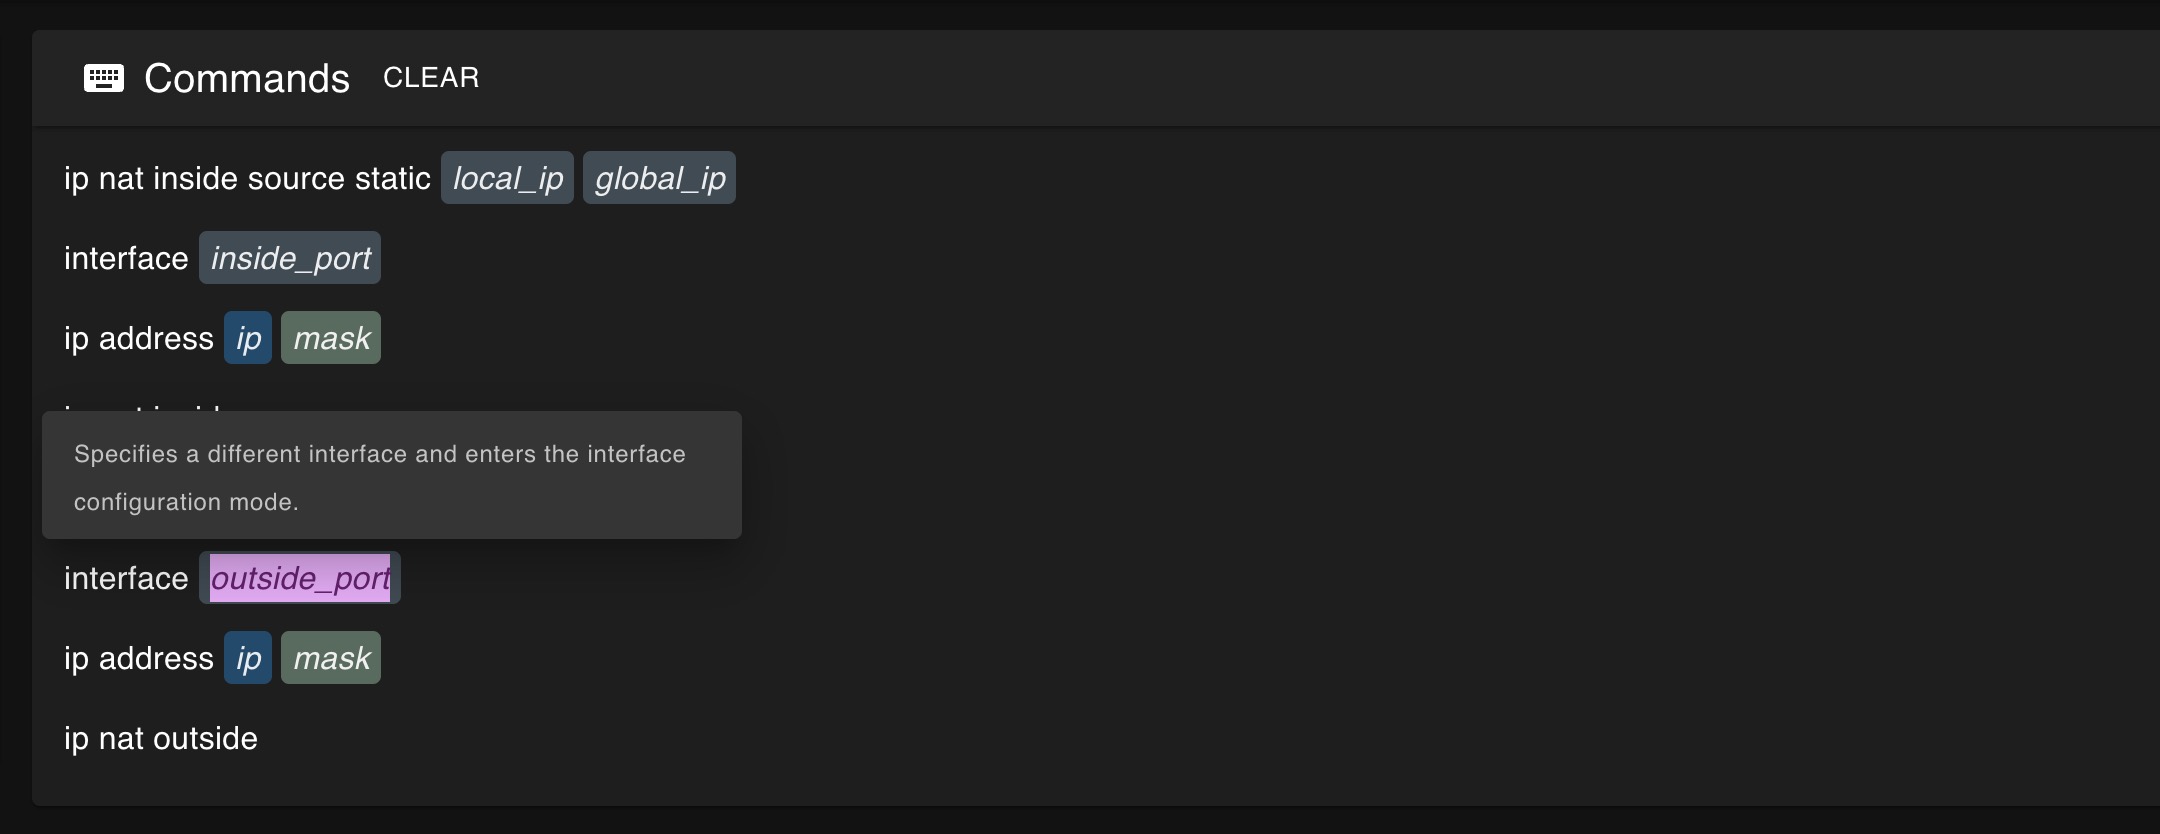 Commands CLEAR
ip nat inside source static local_ip global_ip
interface inside_port
ip address ip mask
Specifies a different interface and enters the interface
configuration mode.
interface outside_port
ip address ip mask
ip nat outside